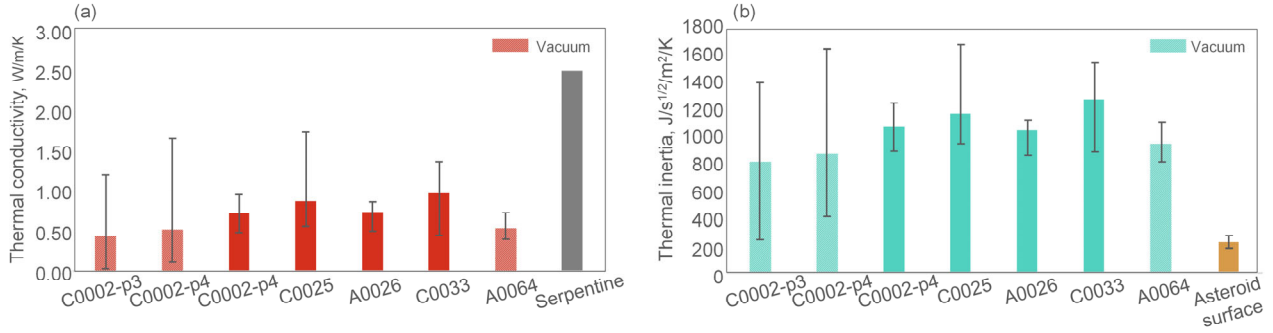 (a)
Thermal conductivity, W/m/K
3.00
2.50
2.00
1.50
1.00
0.50
0.00
Vacuum
C0002-p3
C0002-p4
C0002-p4
C0025
A0026
C0033
A0064
Serpentine
(b)
Thermal inertia, J/s1/2/m2/K
1800
1600
1400
1200
1000
800
600
400
200
0
Vacuum
C0002-p3
C0002-p4
C0002-p4
C0025
A0026
C0033
A0064
Asteroid
surface